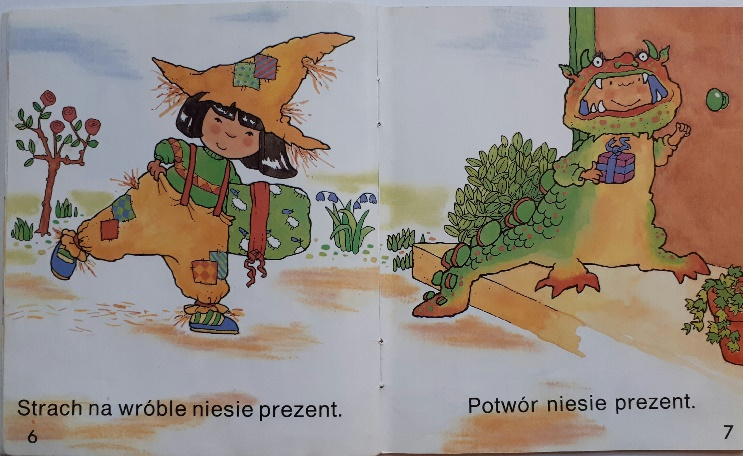 Strach na wróble niesie prezent.
6
Potwór niesie prezent.
7